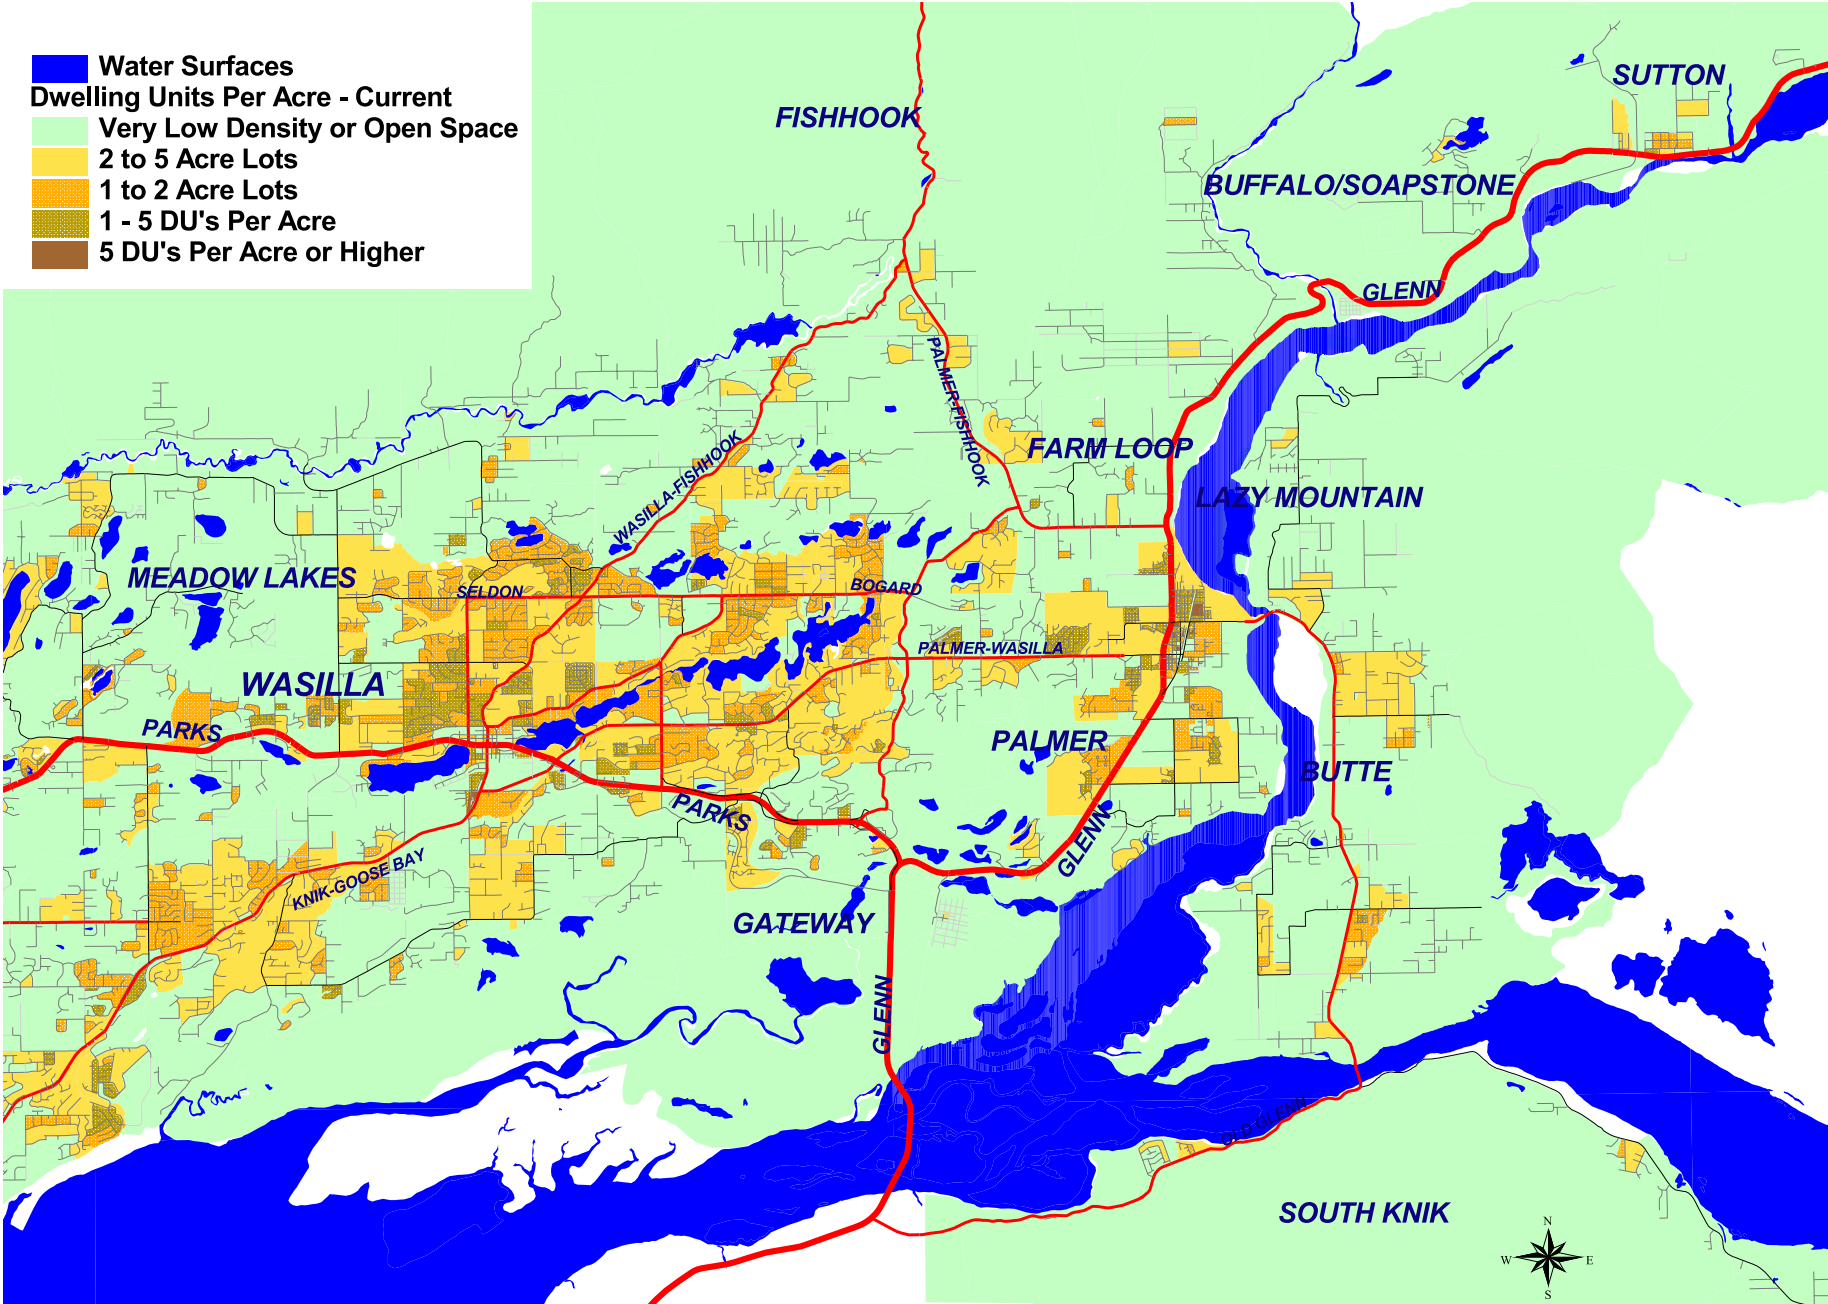 Water Surfaces
Dwelling Units Per Acre - Current
Very Low Density or Open Space
2 to 5 Acre Lots
1 to 2 Acre Lots
1 - 5 DU's Per Acre
5 DU's Per Acre or Higher
SUTTON
FISHHOOK
BUFFALO/SOAPSTONE
GLENN
PALMER-FISHHOOK
WASILLA-FISHHOOK
FARM LOOP
LAZY MOUNTAIN
MEADOW LAKES
SELDON
BOGARD
PALMER-WASILLA
WASILLA
PARKS
PALMER
BUTTE
PARKS
GLENN
KNIK-GOOSE BAY
GATEWAY
GLENN
OLD GLENN
SOUTH KNIK
N
W
E
S